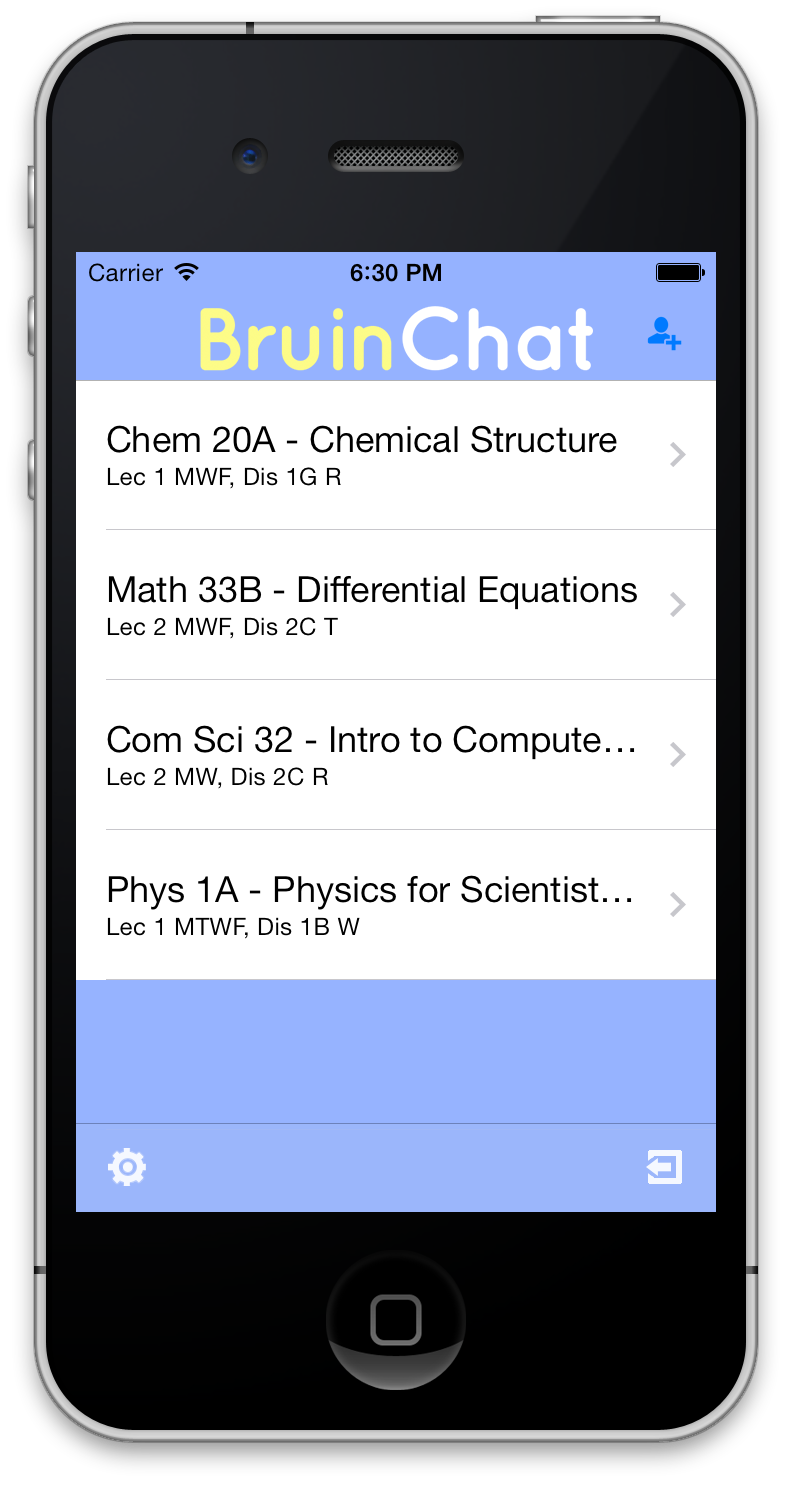 Carrier 6:30 PM
BruinChat
Chem 20A - Chemical Structure
Lec 1 MWF, Dis 1G R
Math 33B - Differential Equations
Lec 2 MWF, Dis 2C T
Com Sci 32 - Intro to Compute...
Lec 2 MW, Dis 2C R
Phys 1A - Physics for Scientist...
Lec 1 MTWF, Dis 1B W